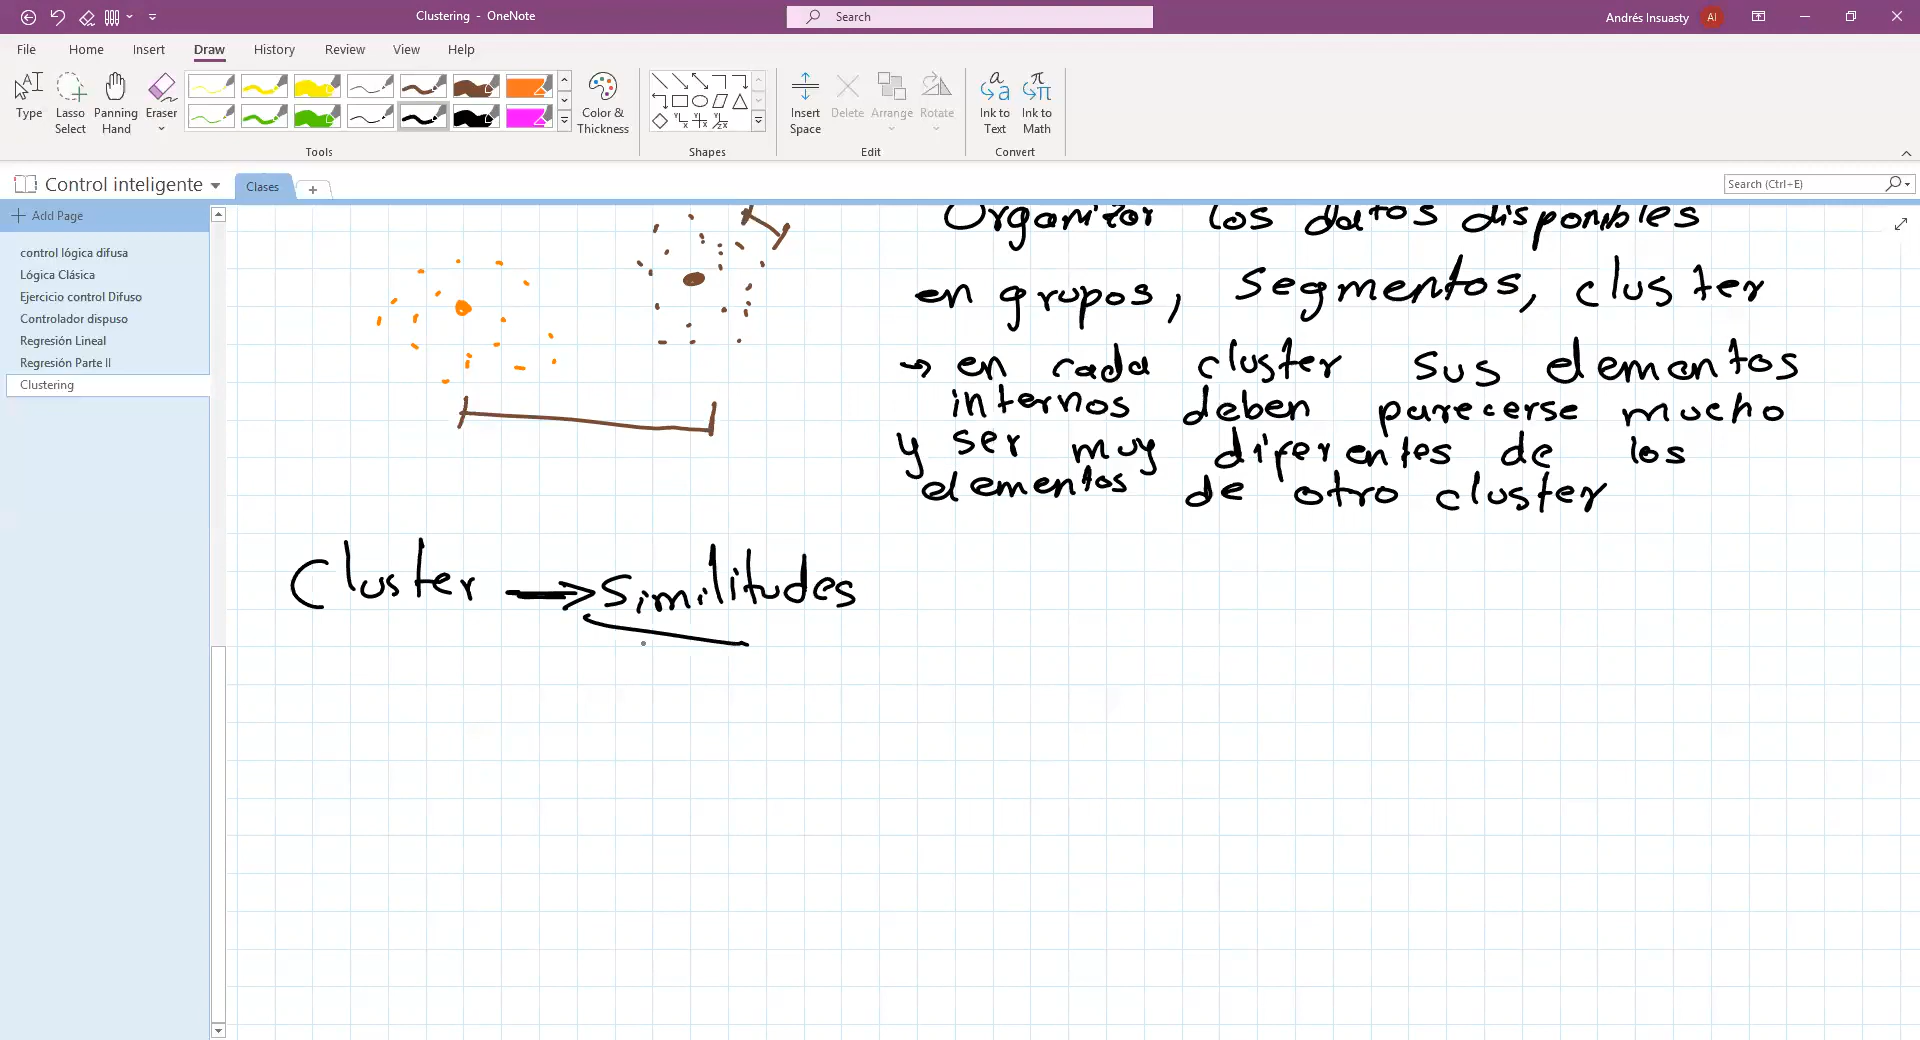 Clustering - OneNote
Search
Andrés Insuasty
AI
File Home Insert Draw History Review View Help
Type
Lasso Select
Panning Hand
Eraser
Color & Thickness
Insert Space
Delete
Arrange
Rotate
Ink to Text
Ink to Math
Tools
Shapes
Edit
Convert
Control inteligente
Clases
Search (Ctrl+E)
Add Page
control lógica difusa
Lógica Clásica
Ejercicio control Difuso
Controlador dispuso
Regresión Lineal
Regresión Parte II
Clustering
Organizar los datos disponibles
en grupos, segmentos, cluster
→ en cada cluster sus elementos
internos deben parecerse mucho
y ser muy diferentes de los
elementos de otro cluster
Cluster → Similitudes